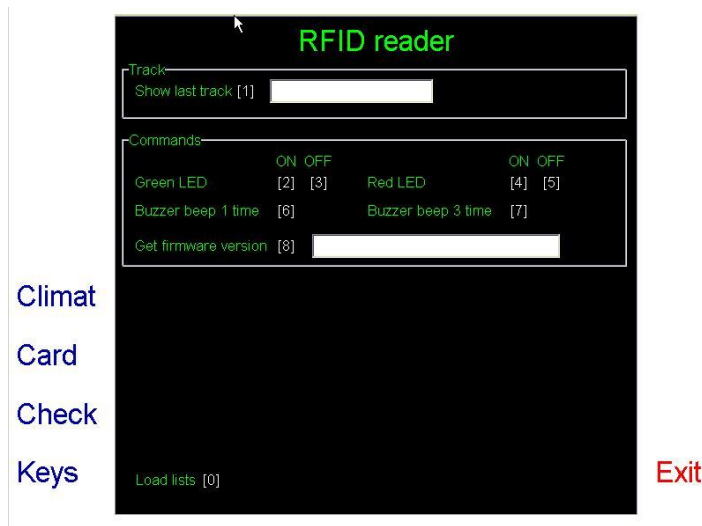 RFID reader
Track
Show last track [1]
Commands
ON OFF ON OFF
Green LED [2] [3] Red LED [4] [5]
Buzzer beep 1 time [6] Buzzer beep 3 time [7]
Get firmware version [8]
Climat
Card
Check
Keys
Load lists [0]
Exit